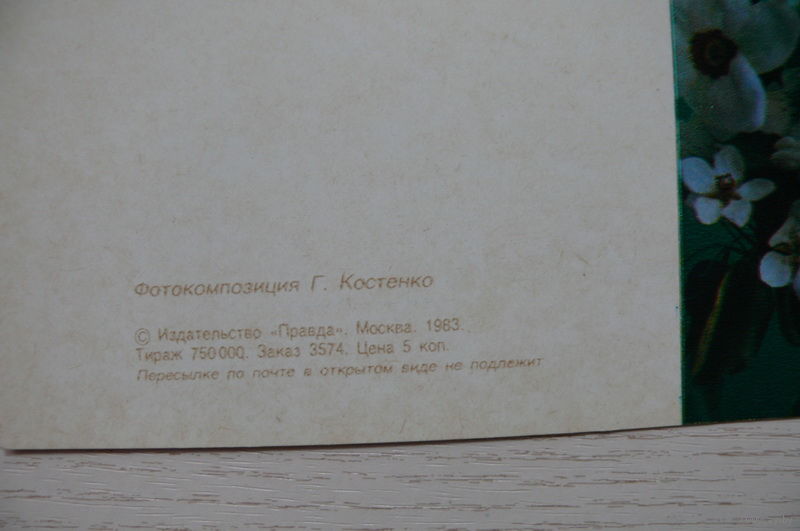 Фотокомпозиция Г. Костенко
© Издательство «Правда». Москва. 1983.
Тираж 750 000. Заказ 3574. Цена 5 коп.
Пересылке по почте в открытом виде не подлежит